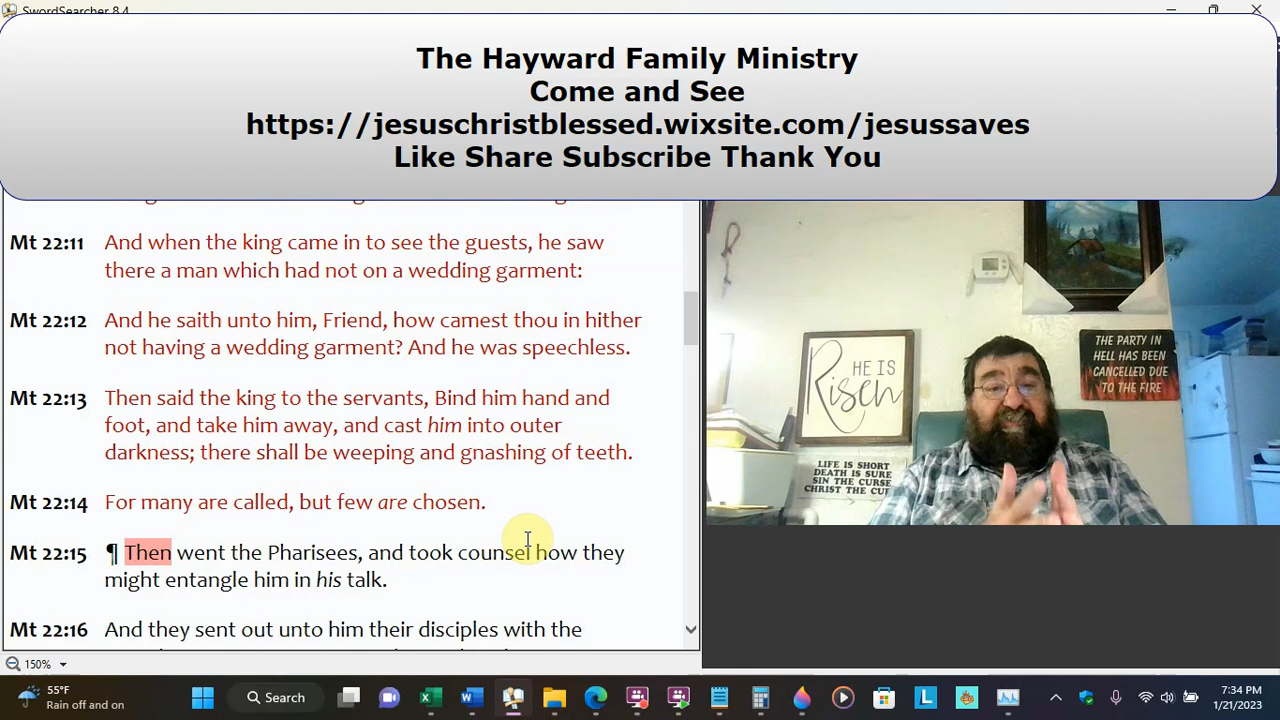 SwordSearcher 8.4
The Hayward Family Ministry
Come and See
https://jesuschristblessed.wixsite.com/jesussaves
Like Share Subscribe Thank You
Mt 22:11 And when the king came in to see the guests, he saw
there a man which had not on a wedding garment:
Mt 22:12 And he saith unto him, Friend, how camest thou in hither
not having a wedding garment? And he was speechless.
Mt 22:13 Then said the king to the servants, Bind him hand and
foot, and take him away, and cast him into outer
darkness; there shall be weeping and gnashing of teeth.
Mt 22:14 For many are called, but few are chosen.
Mt 22:15 ¶ Then went the Pharisees, and took counsel how they
might entangle him in his talk.
Mt 22:16 And they sent out unto him their disciples with the
150%
HE IS
Risen
THE PARTY IN
HELL HAS BEEN
CANCELLED DUE
TO THE FIRE
LIFE IS SHORT
DEATH IS SURE
SIN THE CURSE
CHRIST THE CU
55°F
Rain off and on
Search
7:34 PM
1/21/2023